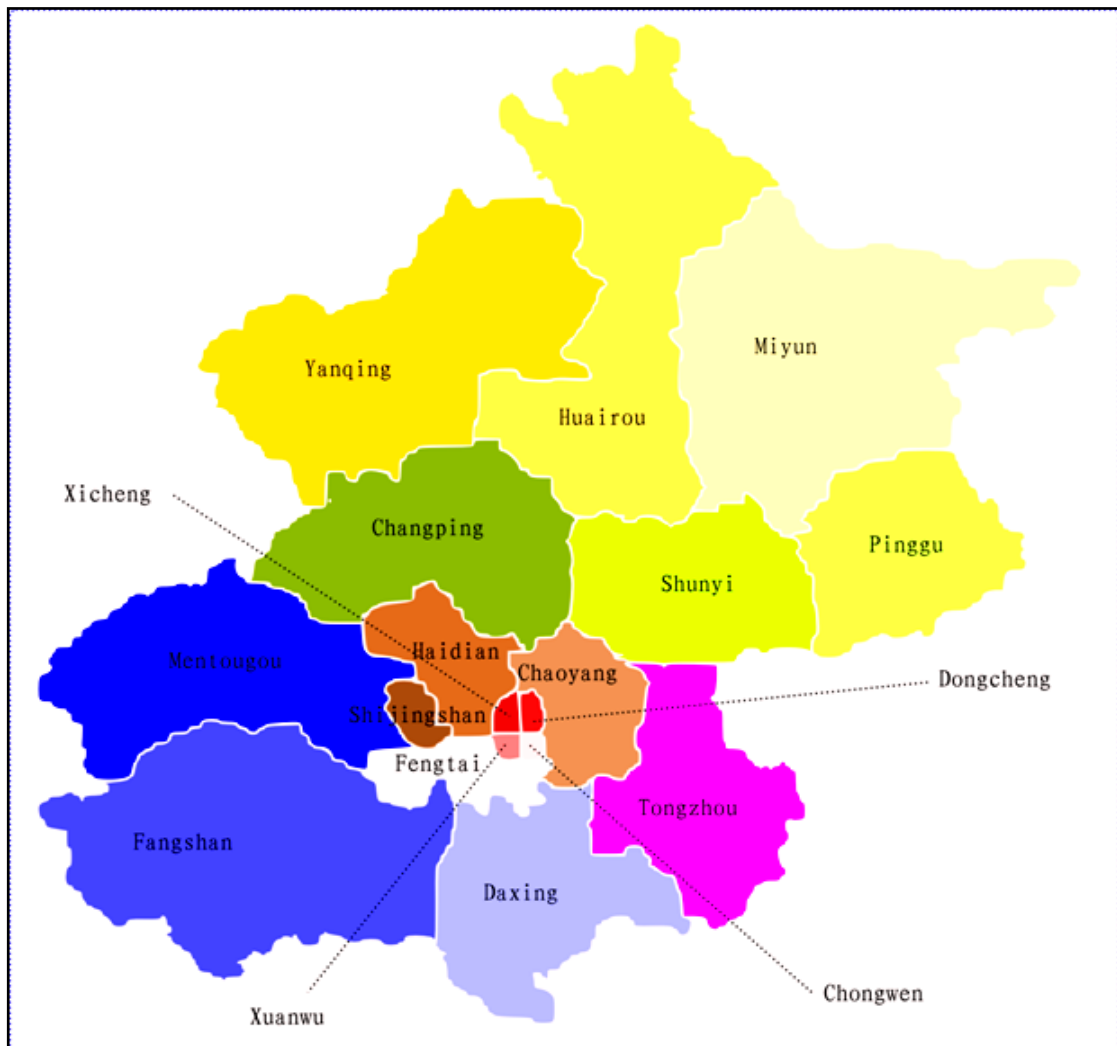 Miyun
Yanqing
Huairou
Xicheng
Changping
Pinggu
Shunyi
Haidian
Mentougou
Chaoyang
Dongcheng
Shijingshan
Fengtai
Tongzhou
Fangshan
Daxing
Chongwen
Xuanwu